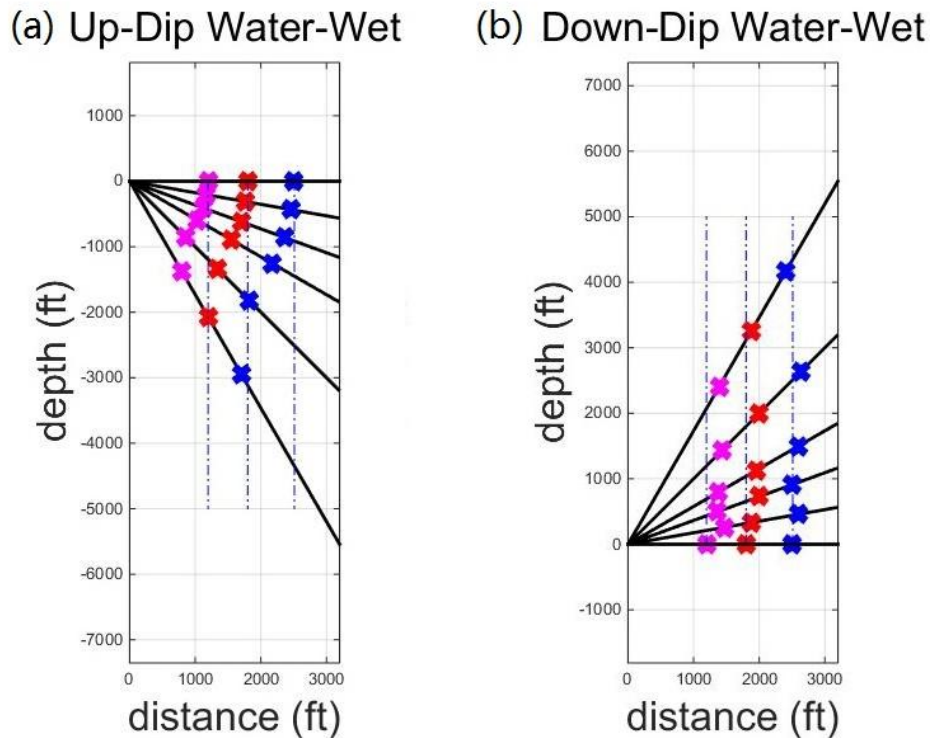 (a) Up-Dip Water-Wet
1000
0
-1000
-2000
-3000
-4000
-5000
-6000
-7000
depth (ft)
0 1000 2000 3000
distance (ft)
(b) Down-Dip Water-Wet
7000
6000
5000
4000
3000
2000
1000
0
-1000
depth (ft)
0 1000 2000 3000
distance (ft)